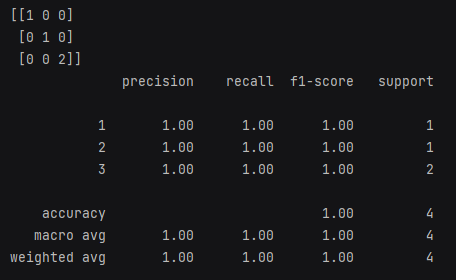 [[1 0 0]
 [0 1 0]
 [0 0 2]]
              precision    recall  f1-score   support

           1       1.00      1.00      1.00         1
           2       1.00      1.00      1.00         1
           3       1.00      1.00      1.00         2

    accuracy                           1.00         4
   macro avg       1.00      1.00      1.00         4
weighted avg       1.00      1.00      1.00         4